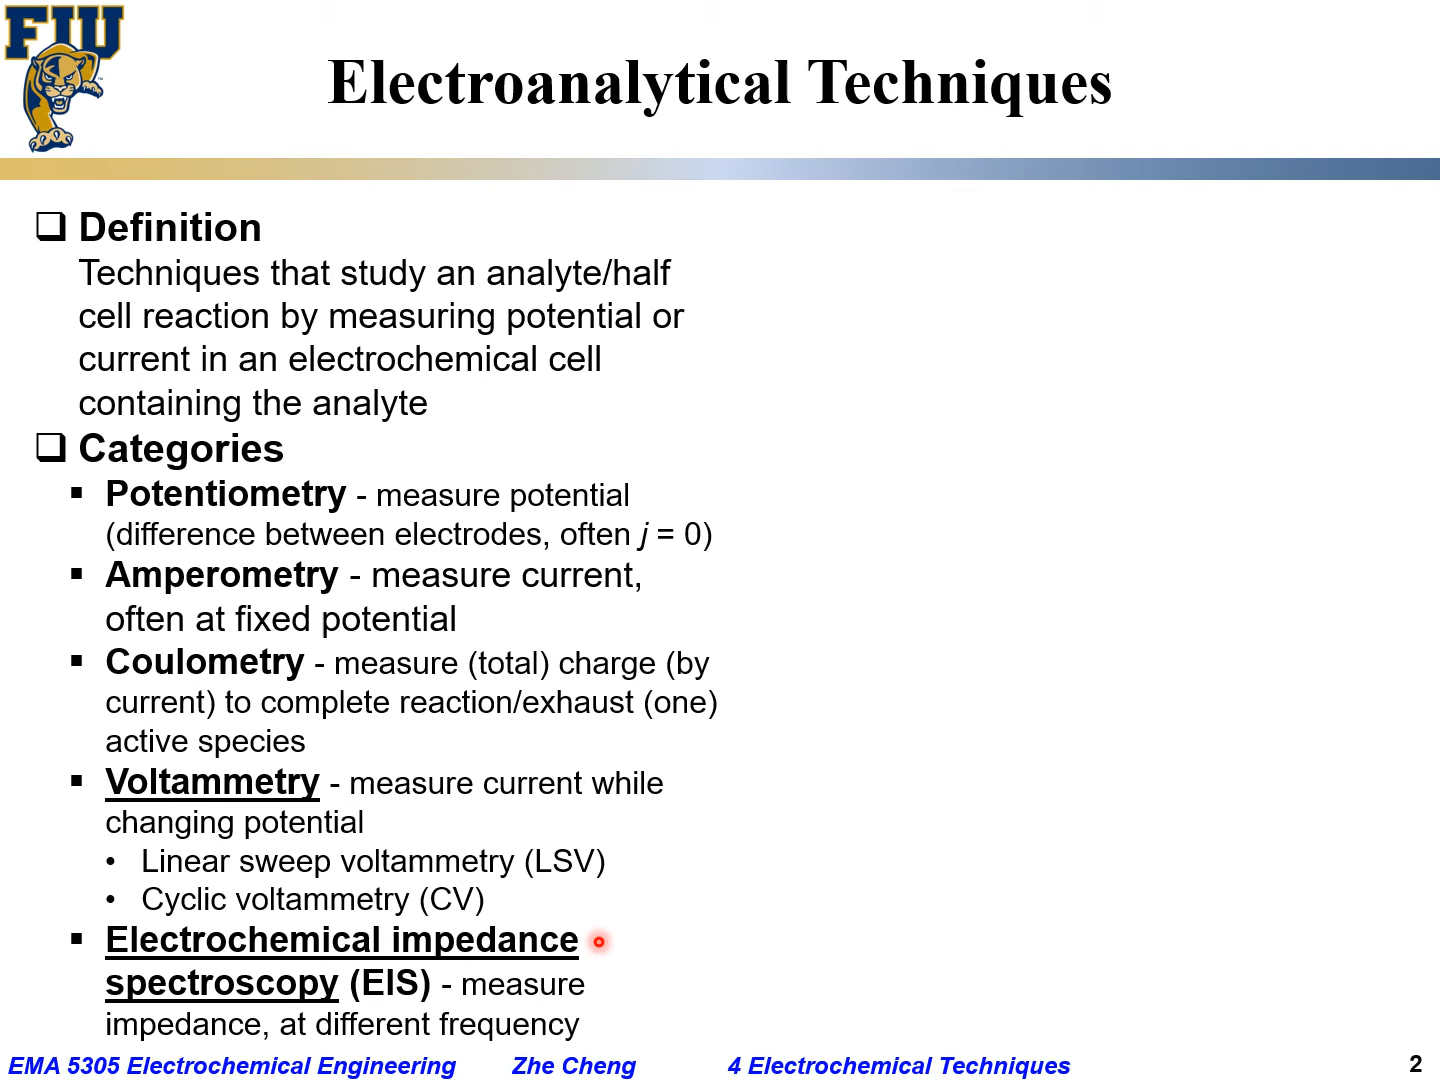 FIU
Electroanalytical Techniques
❑ Definition
Techniques that study an analyte/half
cell reaction by measuring potential or
current in an electrochemical cell
containing the analyte
❑ Categories
▪ Potentiometry - measure potential
(difference between electrodes, often j = 0)
▪ Amperometry - measure current,
often at fixed potential
▪ Coulometry - measure (total) charge (by
current) to complete reaction/exhaust (one)
active species
▪ Voltammetry - measure current while
changing potential
• Linear sweep voltammetry (LSV)
• Cyclic voltammetry (CV)
▪ Electrochemical impedance
spectroscopy (EIS) - measure
impedance, at different frequency
EMA 5305 Electrochemical Engineering Zhe Cheng 4 Electrochemical Techniques 2